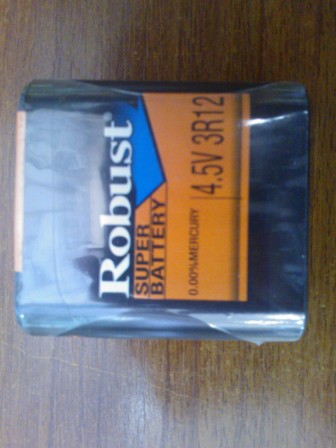 Robust®
SUPER
BATTERY
0.00%MERCURY
4.5V 3R12